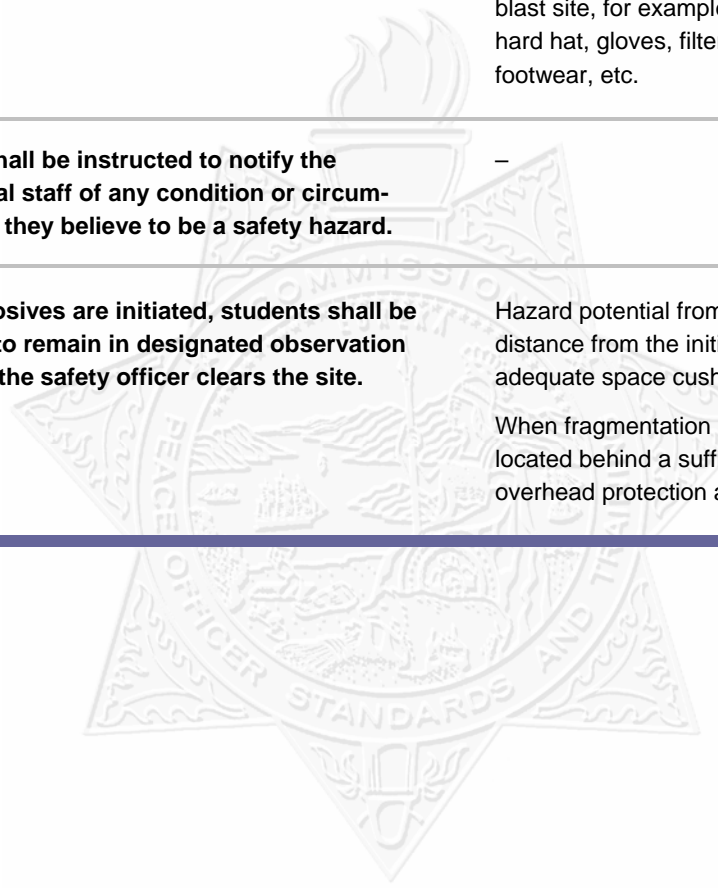 blast site, for example
hard hat, gloves, filte
footwear, etc.
hall be instructed to notify the
al staff of any condition or circum-
they believe to be a safety hazard.
–
osives are initiated, students shall be
to remain in designated observation
the safety officer clears the site.
Hazard potential from
distance from the initi
adequate space cush
When fragmentation
located behind a suff
overhead protection a
COMMISSION
EUREKA
PEACE OFFICER STANDARDS AND TRAIN